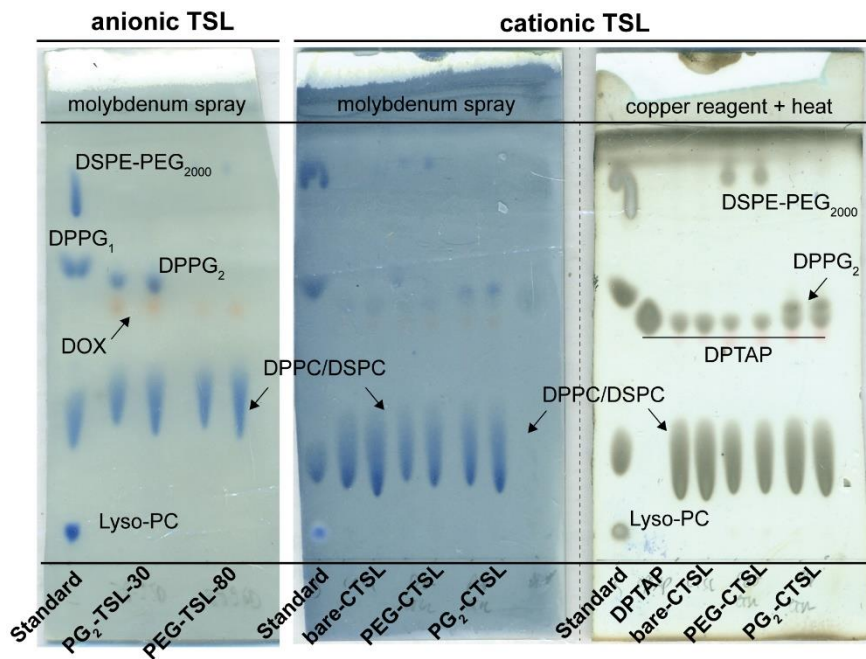 anionic TSL
cationic TSL
molybdenum spray
molybdenum spray
copper reagent + heat
DSPE-PEG2000
DPPG1
DPPG2
DOX
DPPC/DSPC
Lyso-PC
DSPE-PEG2000
DPPG2
DPTAP
DPPC/DSPC
Lyso-PC
Standard
PG2-TSL-30
PEG-TSL-80
Standard
bare-CTSL
PEG-CTSL
PG2-CTSL
Standard
DPTAP
bare-CTSL
PEG-CTSL
PG2-CTSL